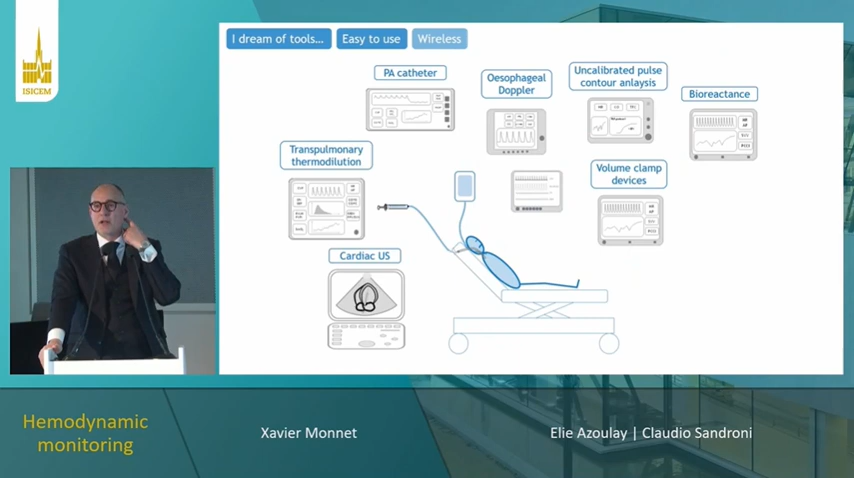 ISICEM
I dream of tools...
Easy to use
Wireless
PA catheter
Oesophageal
Doppler
Uncalibrated pulse
contour anlaysis
Bioreactance
Transpulmonary
thermodilution
Volume clamp
devices
Cardiac US
Hemodynamic
monitoring
Xavier Monnet
Elie Azoulay | Claudio Sandroni